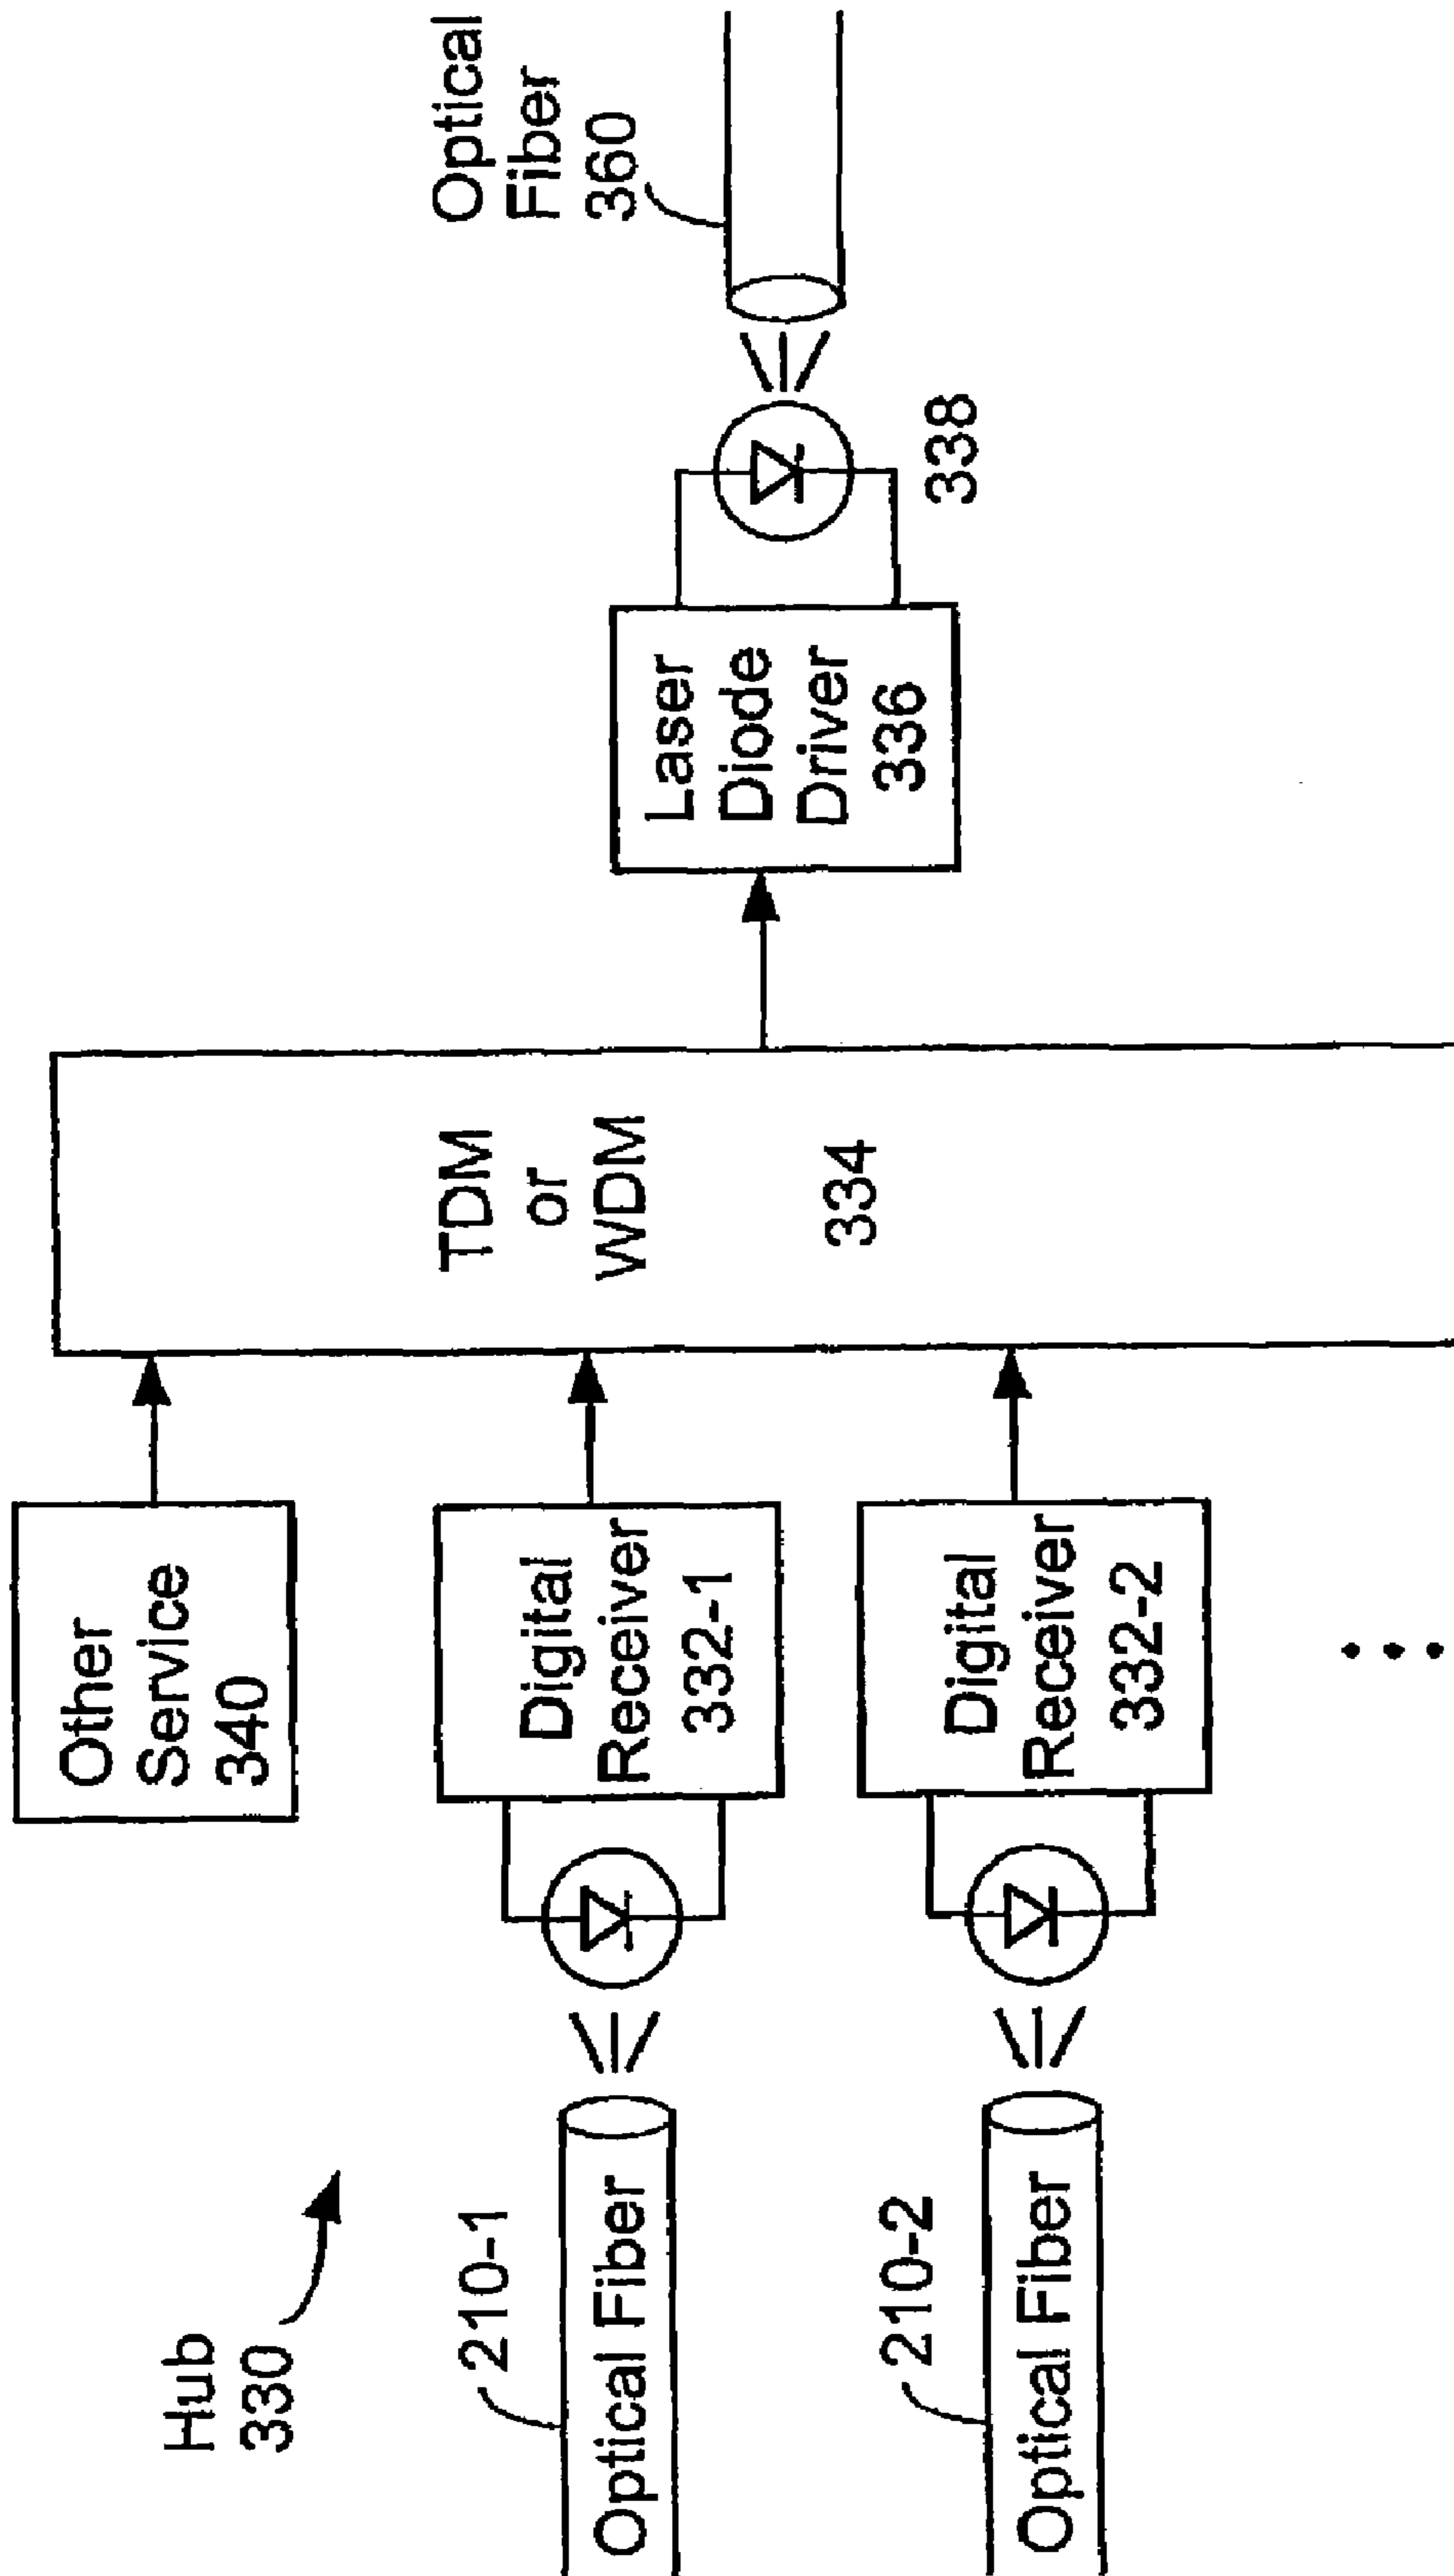 Hub
330
Other
Service
340
210-1
Optical Fiber
Digital
Receiver
332-1
210-2
Optical Fiber
Digital
Receiver
332-2
TDM
or
WDM
334
Laser
Diode
Driver
336
338
Optical
Fiber
360